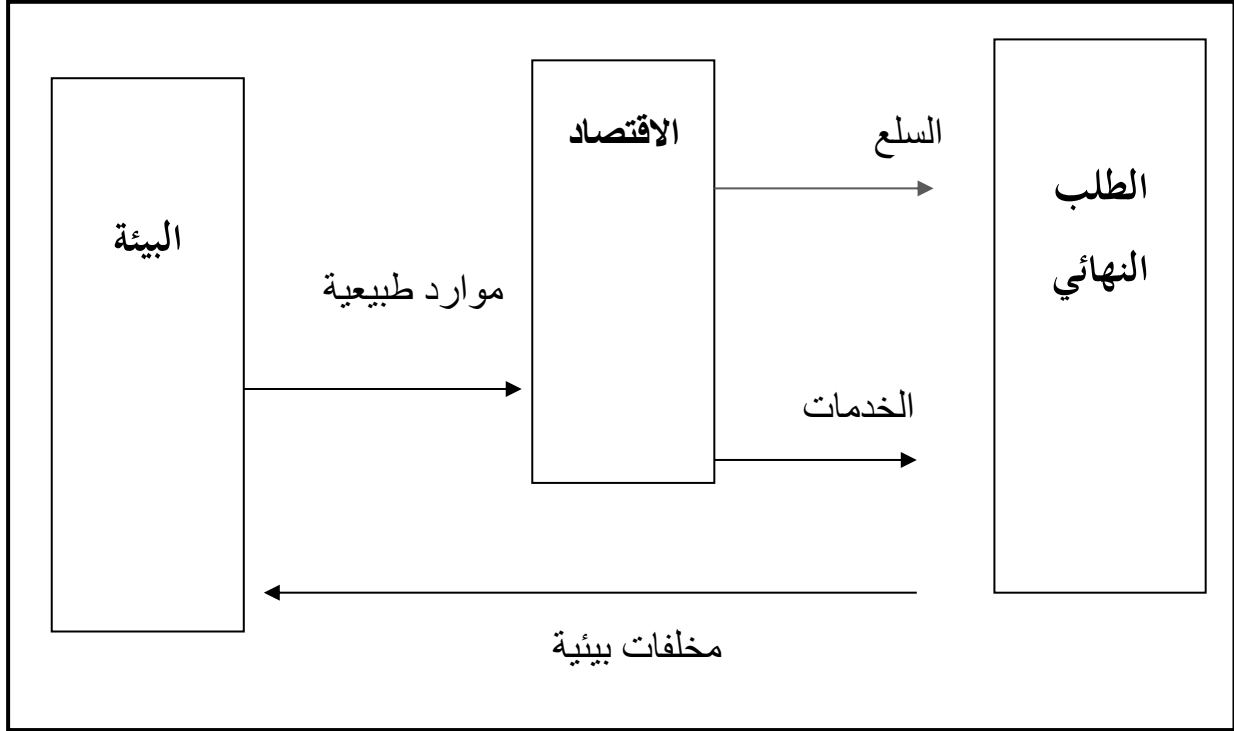 الاقتصاد
السلع
الطلب
النهائي
البيئة
موارد طبيعية
الخدمات
مخلفات بيئية